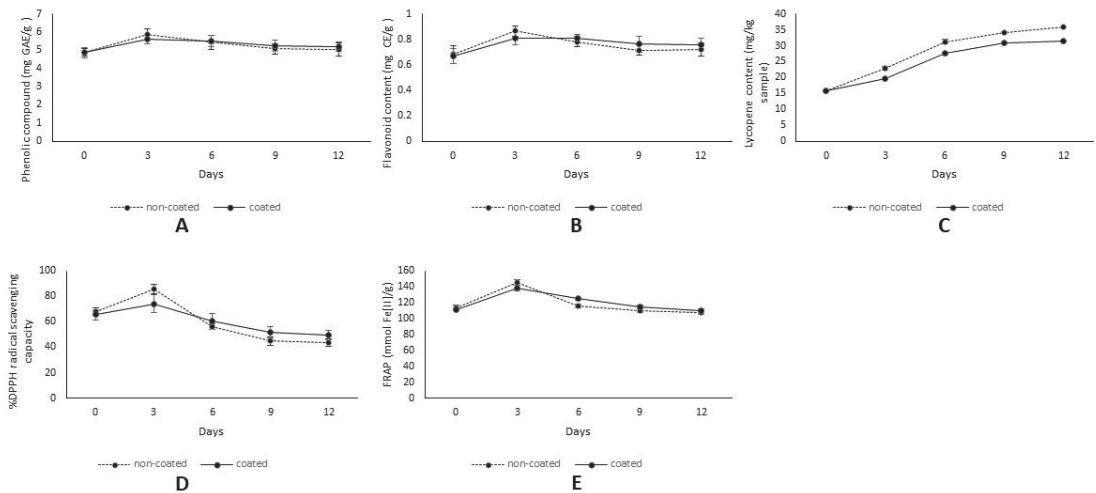 Phenolic compound (mg GAE/g )
7
6
5
4
3
2
1
0
0 3 6 9 12
Days
non-coated coated
A
Flavonoid content (mg CE/g )
1
0.8
0.6
0.4
0.2
0
0 3 6 9 12
Days
non-coated coated
B
Lycopene content (mg/kg
sample)
40
35
30
25
20
15
10
5
0
0 3 6 9 12
Days
non-coated coated
C
%DPPH radical scavenging
capacity
100
80
60
40
20
0
0 3 6 9 12
Days
non-coated coated
D
FRAP (mmol Fe[II]/g)
160
140
120
100
80
60
40
20
0
0 3 6 9 12
Days
non-coated coated
E